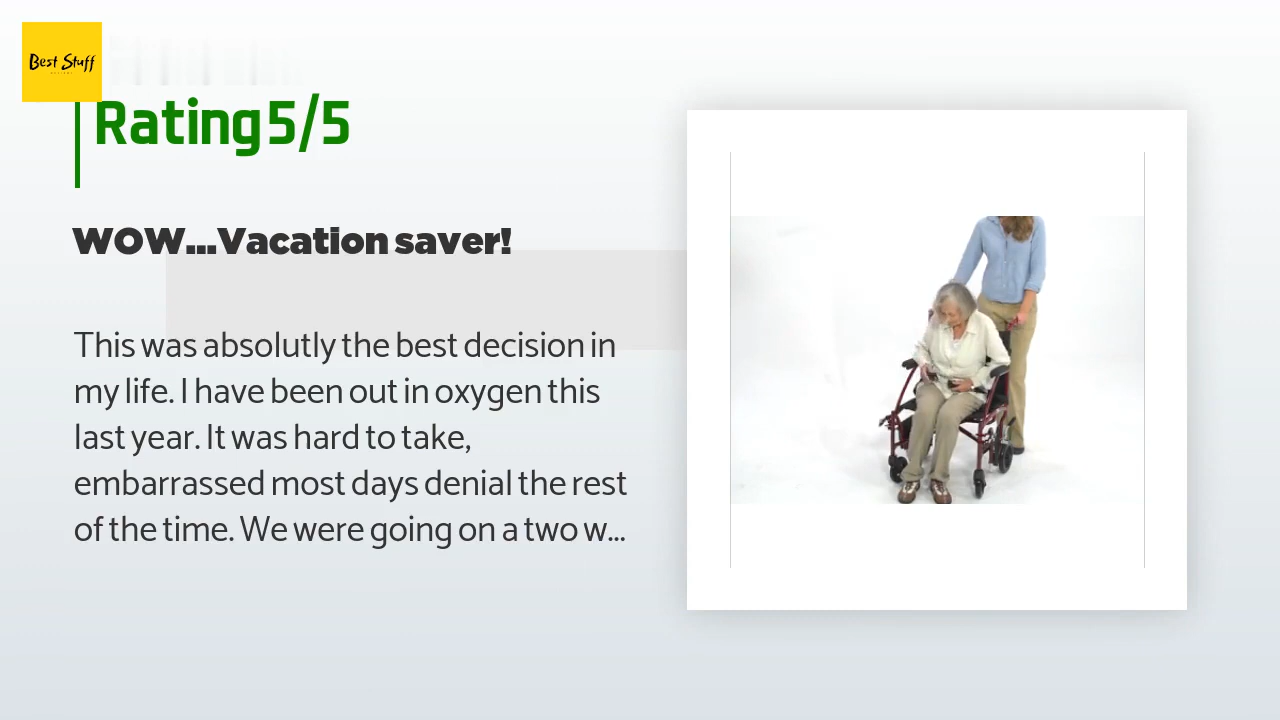 Best Stuff
Rating 5/5
WOW...Vacation saver!
This was absolutly the best decision in
my life. I have been out in oxygen this
last year. It was hard to take,
embarrassed most days denial the rest
of the time. We were going on a two w...